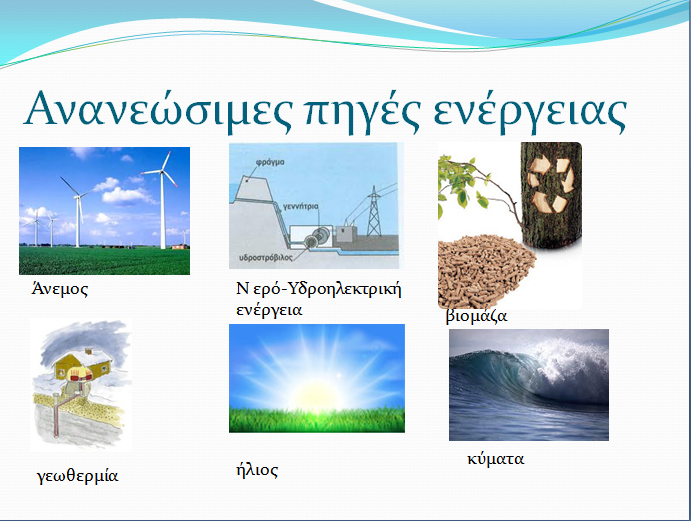 Ανανεώσιμες πηγές ενέργειας
φράγμα
γεννήτρια
υδροστρόβιλος
Άνεμος
Ν ερό-Υδροηλεκτρική
ενέργεια
βιομάζα
γεωθερμία
ήλιος
κύματα